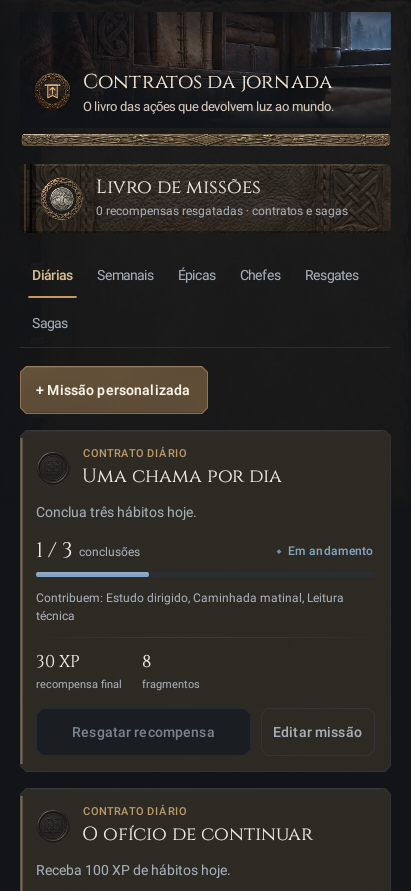 Contratos da jornada
O livro das ações que devolvem luz ao mundo.
Livro de missões
0 recompensas resgatadas · contratos e sagas
Diárias Semanais Épicas Chefes Resgates
Sagas
+ Missão personalizada
CONTRATO DIÁRIO
Uma chama por dia
Conclua três hábitos hoje.
1 / 3 conclusões
Em andamento
Contribuem: Estudo dirigido, Caminhada matinal, Leitura
técnica
30 XP 8
recompensa final fragmentos
Resgatar recompensa Editar missão
CONTRATO DIÁRIO
O ofício de continuar
Receba 100 XP de hábitos hoje.